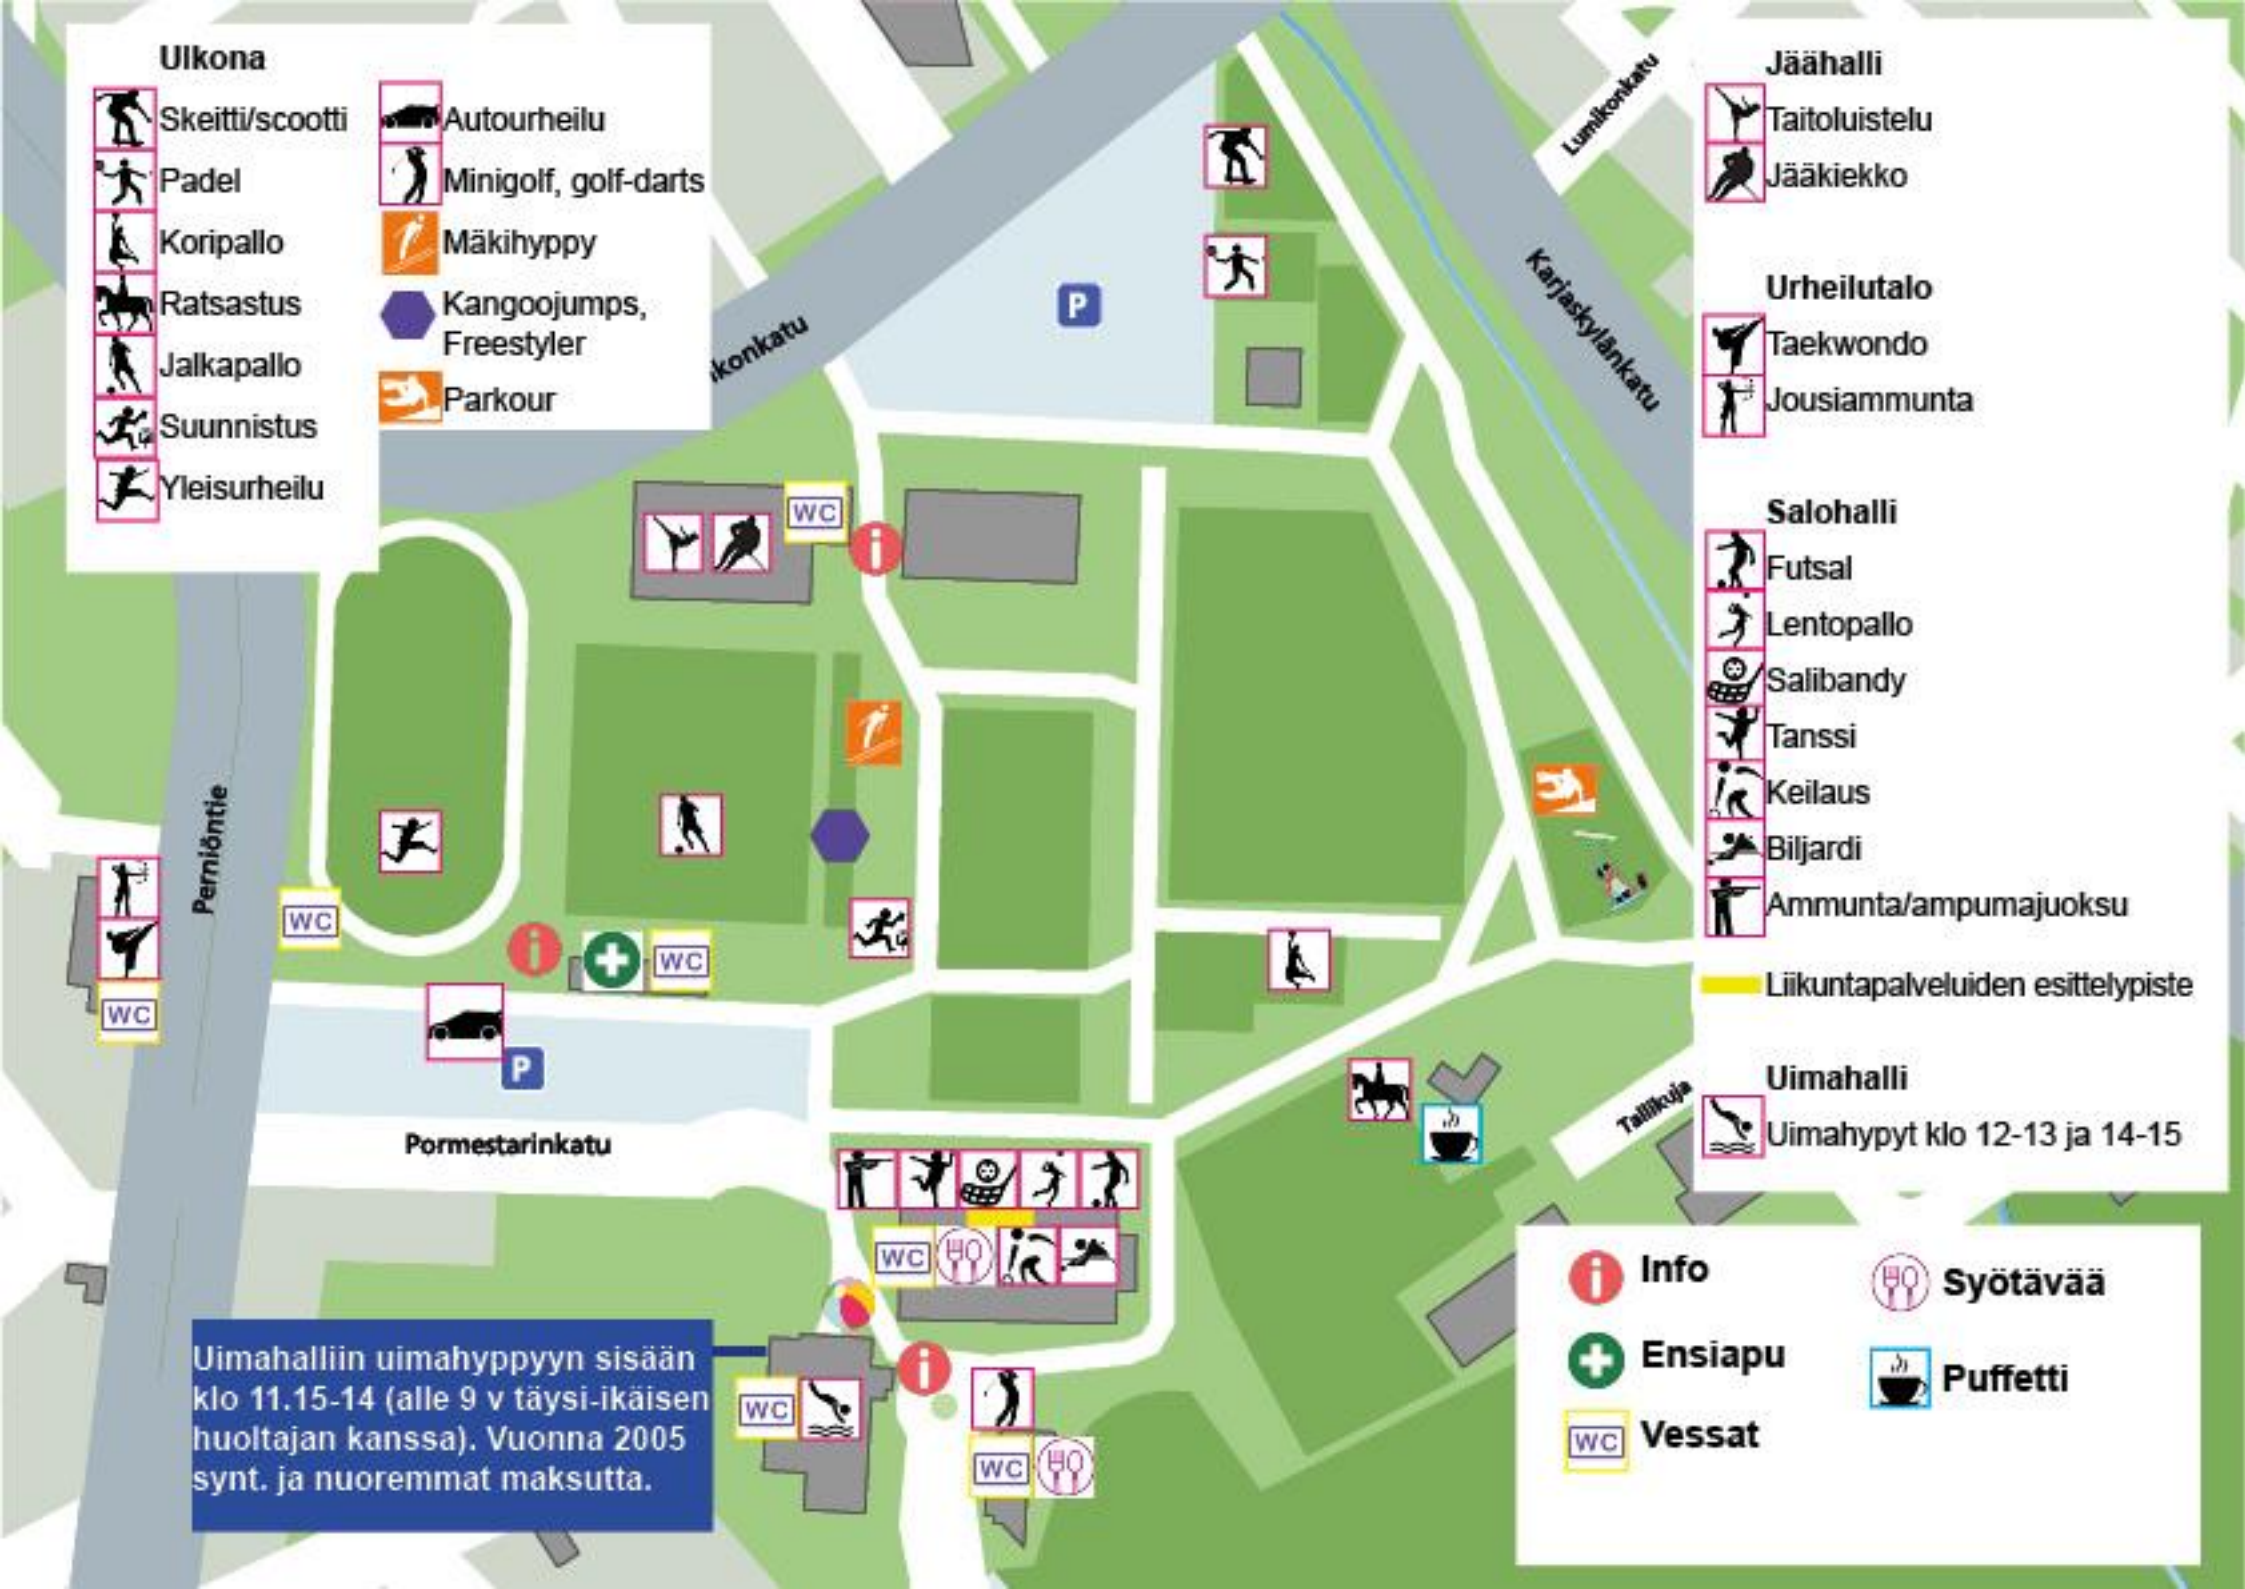 Ulkona
Skeitti/scootti
Padel
Koripallo
Ratsastus
Jalkapallo
Suunnistus
Yleisurheilu
Autourheilu
Minigolf, golf-darts
Mäkihyppy
Kangoojumps,
Freestyler
Parkour
Jäähalli
Taitoluistelu
Jääkiekko
Urheilutalo
Taekwondo
Jousiammunta
Salohalli
Futsal
Lentopallo
Salibandy
Tanssi
Keilaus
Biljardi
Ammunta/ampumajuoksu
Liikuntapalveluiden esittelypiste
Uimahalli
Uimahypyt klo 12-13 ja 14-15
Lumikonkatu
Karjaskylänkatu
ikonkatu
P
WC
i
Perniöntie
WC
i
WC
WC
P
Pormestarinkatu
Tallikuja
WC
i
WC
WC
Uimahalliin uimahyppyyn sisään
klo 11.15-14 (alle 9 v täysi-ikäisen
huoltajan kanssa). Vuonna 2005
synt. ja nuoremmat maksutta.
i Info
Ensiapu
WC Vessat
Syötävää
Puffetti